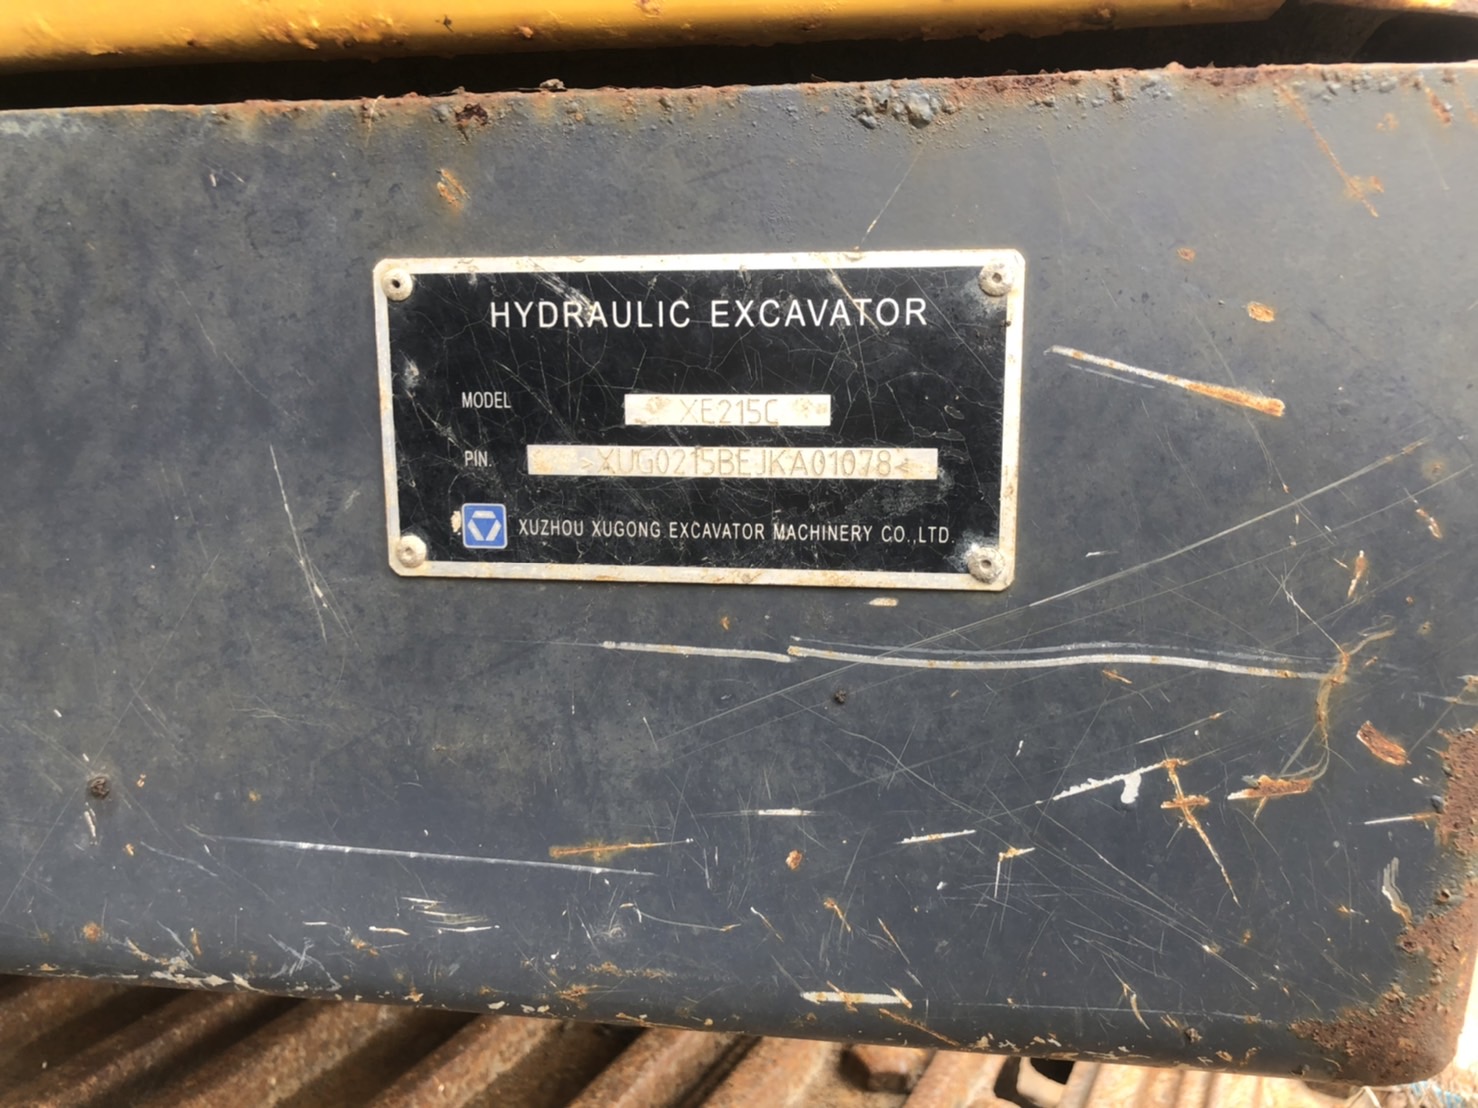 HYDRAULIC EXCAVATOR
MODEL XE215C
PIN. >XUG0215BEJKA01078<
XUZHOU XUGONG EXCAVATOR MACHINERY CO.,LTD.